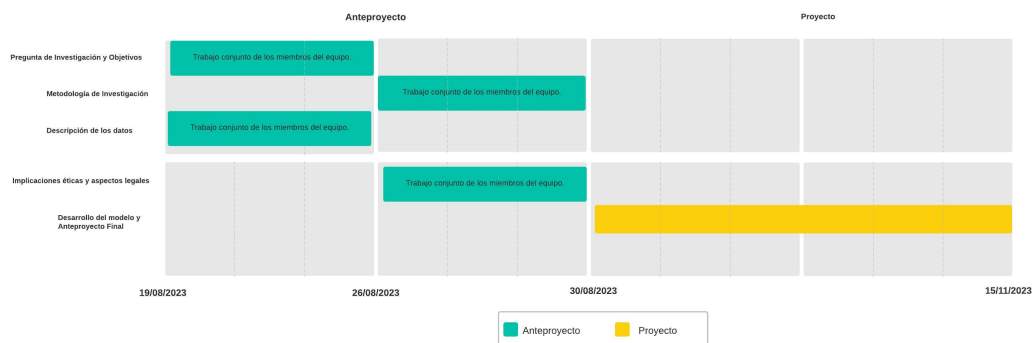 Anteproyecto
Proyecto
Pregunta de Investigación y Objetivos
Trabajo conjunto de los miembros del equipo.
Metodología de Investigación
Trabajo conjunto de los miembros del equipo.
Descripción de los datos
Trabajo conjunto de los miembros del equipo.
Implicaciones éticas y aspectos legales
Trabajo conjunto de los miembros del equipo.
Desarrollo del modelo y
Anteproyecto Final
19/08/2023
26/08/2023
30/08/2023
15/11/2023
Anteproyecto
Proyecto